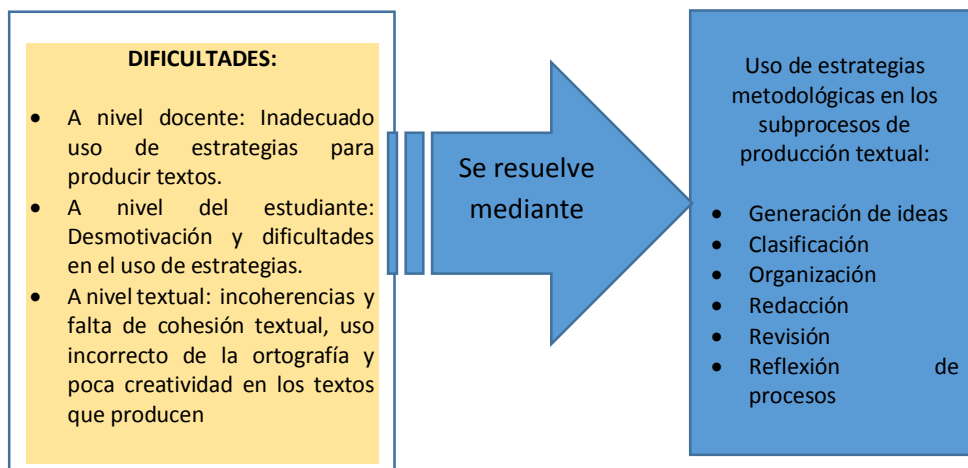 DIFICULTADES:
• A nivel docente: Inadecuado
uso de estrategias para
producir textos.
• A nivel del estudiante:
Desmotivación y dificultades
en el uso de estrategias.
• A nivel textual: incoherencias y
falta de cohesión textual, uso
incorrecto de la ortografía y
poca creatividad en los textos
que producen
Se resuelve
mediante
Uso de estrategias
metodológicas en los
subprocesos de
producción textual:
• Generación de ideas
• Clasificación
• Organización
• Redacción
• Revisión
• Reflexión de
procesos